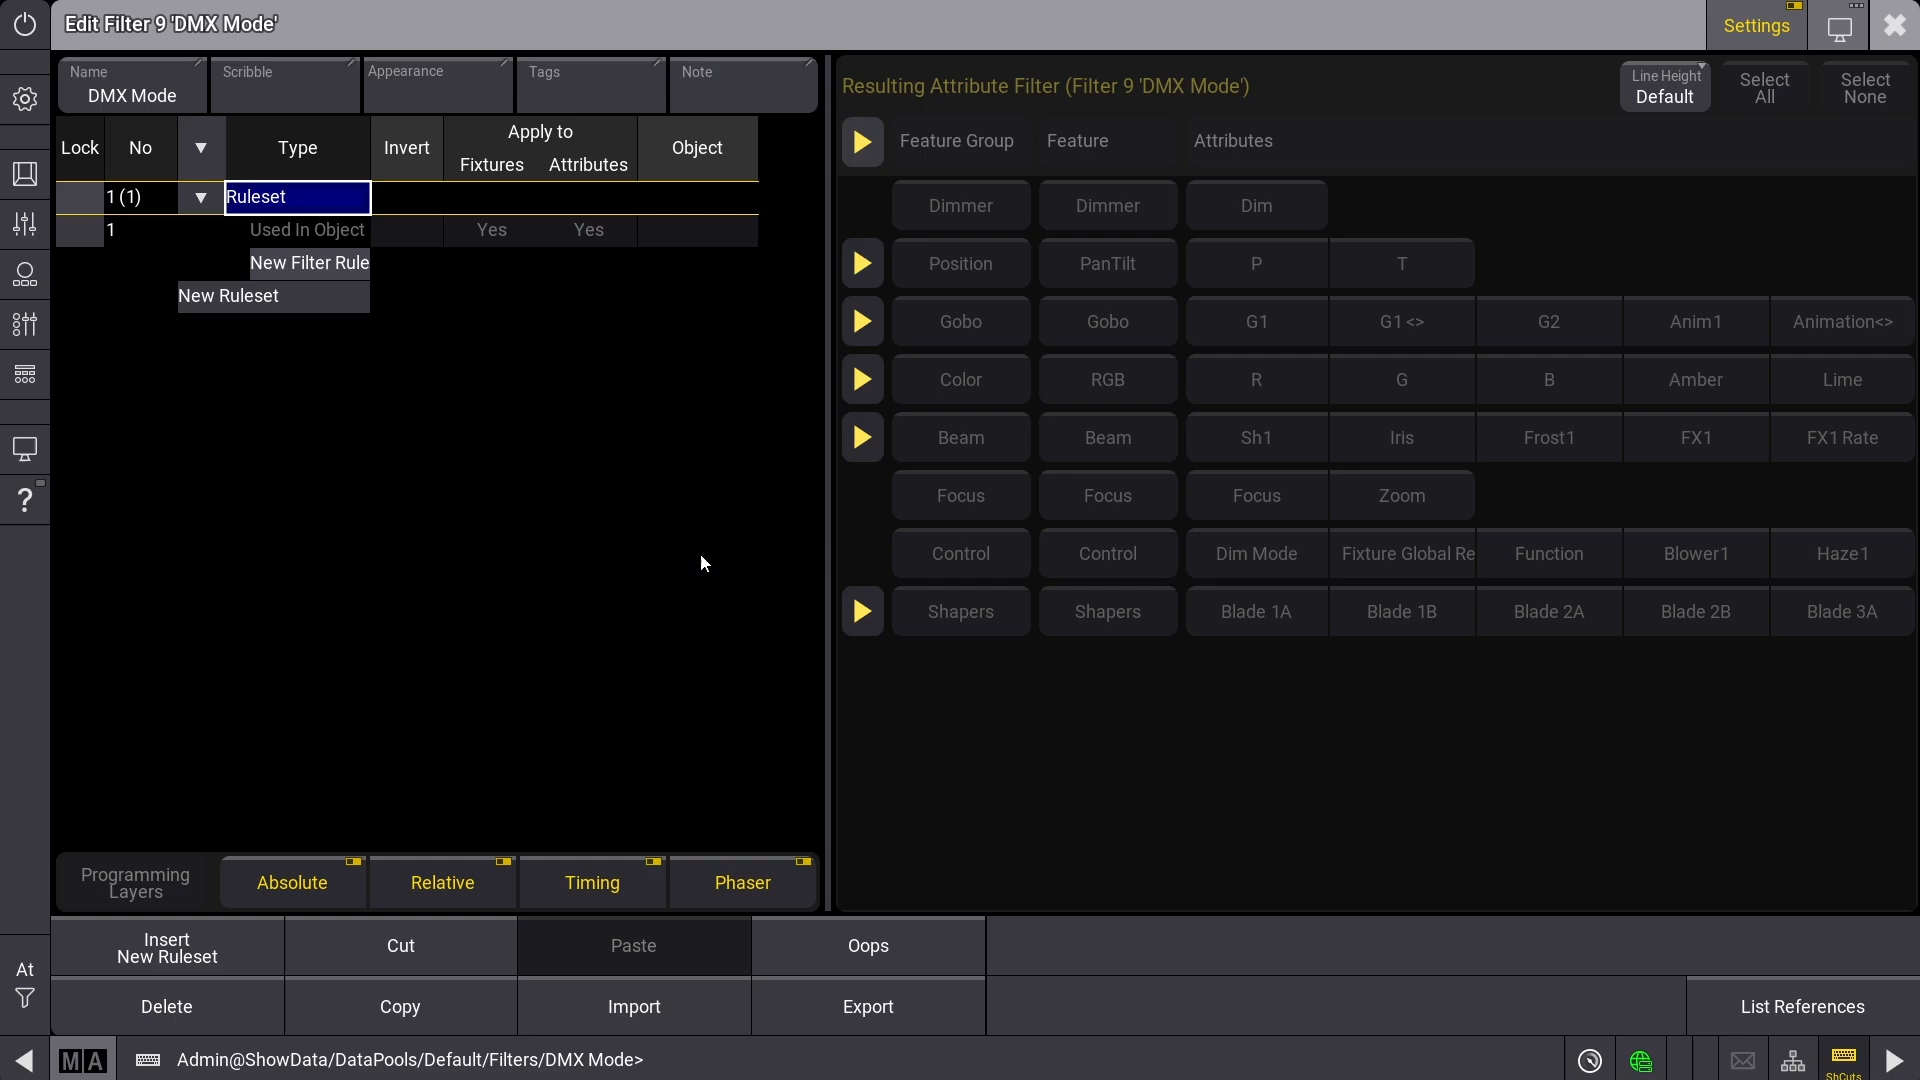 Edit Filter 9 'DMX Mode'
Settings
Name
DMX Mode
Scribble
Appearance
Tags
Note
Lock
No
Type
Invert
Apply to
Fixtures
Attributes
Object
1 (1)
Ruleset
1
Used In Object
Yes
Yes
New Filter Rule
New Ruleset
Resulting Attribute Filter (Filter 9 'DMX Mode')
Line Height
Default
Select
All
Select
None
Feature Group
Feature
Attributes
Dimmer
Dimmer
Dim
Position
PanTilt
P
T
Gobo
Gobo
G1
G1 <>
G2
Anim1
Animation<>
Color
RGB
R
G
B
Amber
Lime
Beam
Beam
Sh1
Iris
Frost1
FX1
FX1 Rate
Focus
Focus
Focus
Zoom
Control
Control
Dim Mode
Fixture Global Re
Function
Blower1
Haze1
Shapers
Shapers
Blade 1A
Blade 1B
Blade 2A
Blade 2B
Blade 3A
Programming
Layers
Absolute
Relative
Timing
Phaser
Insert
New Ruleset
Cut
Paste
Oops
Delete
Copy
Import
Export
List References
At
MA
Admin@ShowData/DataPools/Default/Filters/DMX Mode>
ShCuts